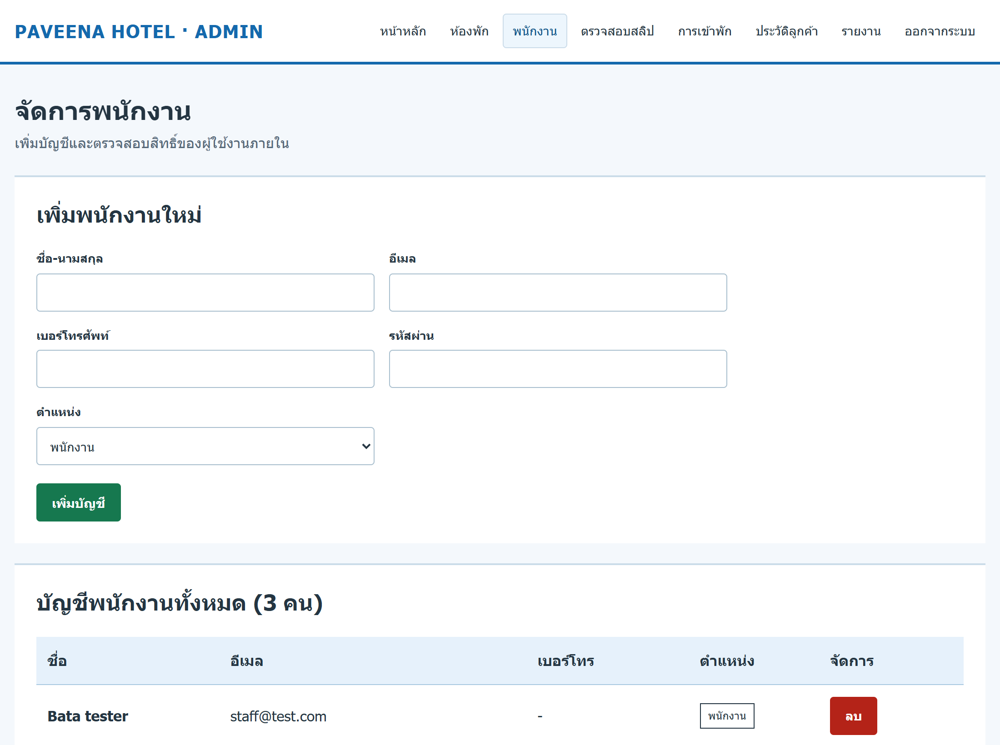 PAVEENA HOTEL · ADMIN
หน้าหลัก ห้องพัก พนักงาน ตรวจสอบสลิป การเข้าพัก ประวัติลูกค้า รายงาน ออกจากระบบ
จัดการพนักงาน
เพิ่มบัญชีและตรวจสอบสิทธิ์ของผู้ใช้งานภายใน
เพิ่มพนักงานใหม่
ชื่อ-นามสกุล อีเมล
เบอร์โทรศัพท์ รหัสผ่าน
ตำแหน่ง
พนักงาน
เพิ่มบัญชี
บัญชีพนักงานทั้งหมด (3 คน)
ชื่อ อีเมล เบอร์โทร ตำแหน่ง จัดการ
Bata tester staff@test.com - พนักงาน ลบ